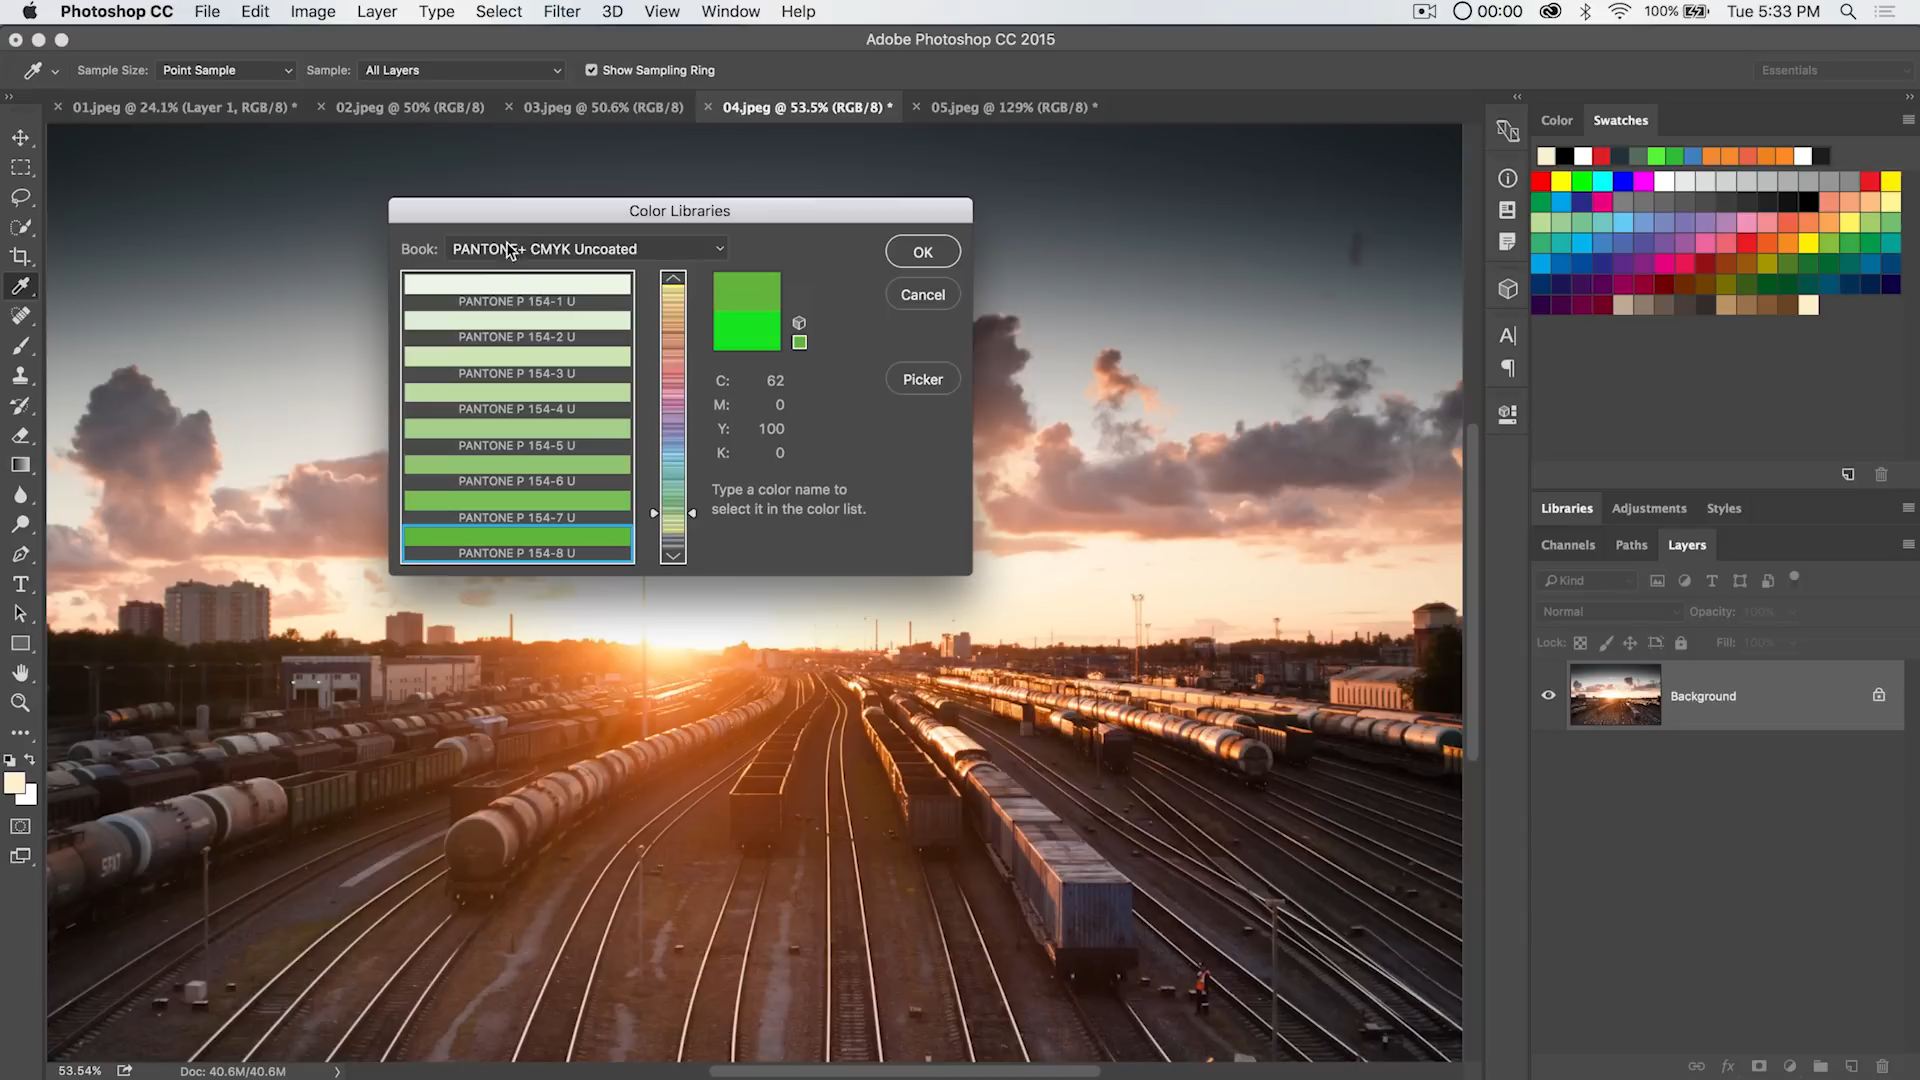 Photoshop CC File Edit Image Layer Type Select Filter 3D View Window Help 00:00 100% Tue 5:33 PM
Adobe Photoshop CC 2015
Sample Size: Point Sample Sample: All Layers Show Sampling Ring Essentials
01.jpeg @ 24.1% (Layer 1, RGB/8) * 02.jpeg @ 50% (RGB/8) 03.jpeg @ 50.6% (RGB/8) 04.jpeg @ 53.5% (RGB/8) * 05.jpeg @ 129% (RGB/8) *
Color Swatches
Color Libraries
Book: PANTONE+ CMYK Uncoated
OK
Cancel
Picker
PANTONE P 154-1 U
PANTONE P 154-2 U
PANTONE P 154-3 U
PANTONE P 154-4 U
PANTONE P 154-5 U
PANTONE P 154-6 U
PANTONE P 154-7 U
PANTONE P 154-8 U
C: 62
M: 0
Y: 100
K: 0
Type a color name to
select it in the color list.
Libraries Adjustments Styles
Channels Paths Layers
Kind
Normal Opacity: 100%
Lock: Fill: 100%
Background
53.54% Doc: 40.6M/40.6M